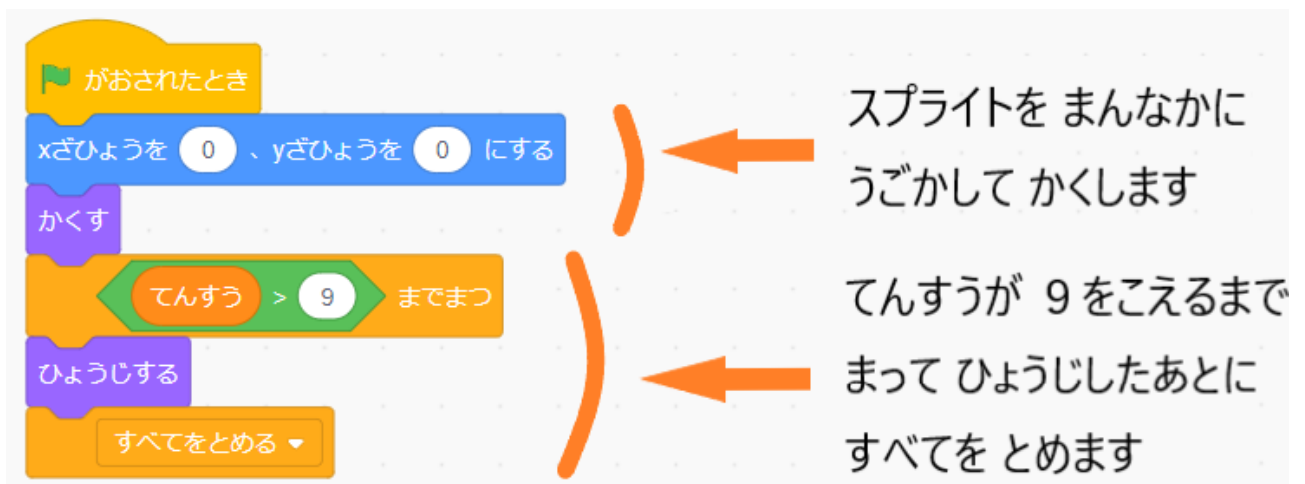 がおされたとき
xざひょうを 0 、yざひょうを 0 にする
かくす
てんすう > 9 までまつ
ひょうじする
すべてをとめる
スプライトを まんなかに
うごかして かくします
てんすうが 9 をこえるまで
まって ひょうじしたあとに
すべてを とめます